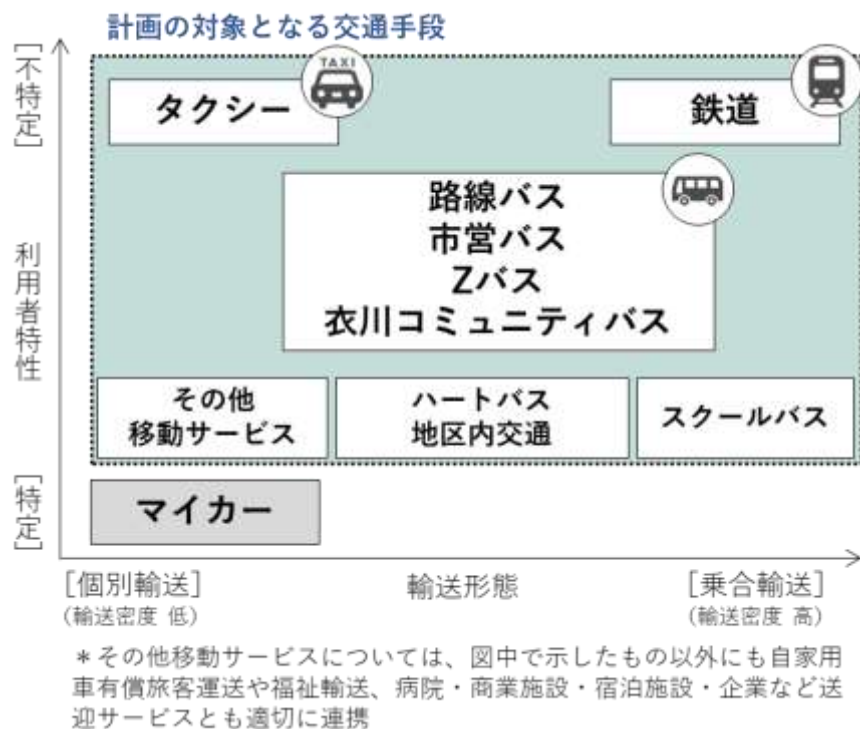 計画の対象となる交通手段
[不特定]
TAXI
タクシー
鉄道
路線バス
市営バス
Zバス
衣川コミュニティバス
利用者特性
その他
移動サービス
ハートバス
地区内交通
スクールバス
[特定]
マイカー
[個別輸送]
(輸送密度 低)
輸送形態
[乗合輸送]
(輸送密度 高)
＊その他移動サービスについては、図中で示したもの以外にも自家用
車有償旅客運送や福祉輸送、病院・商業施設・宿泊施設・企業など送
迎サービスとも適切に連携